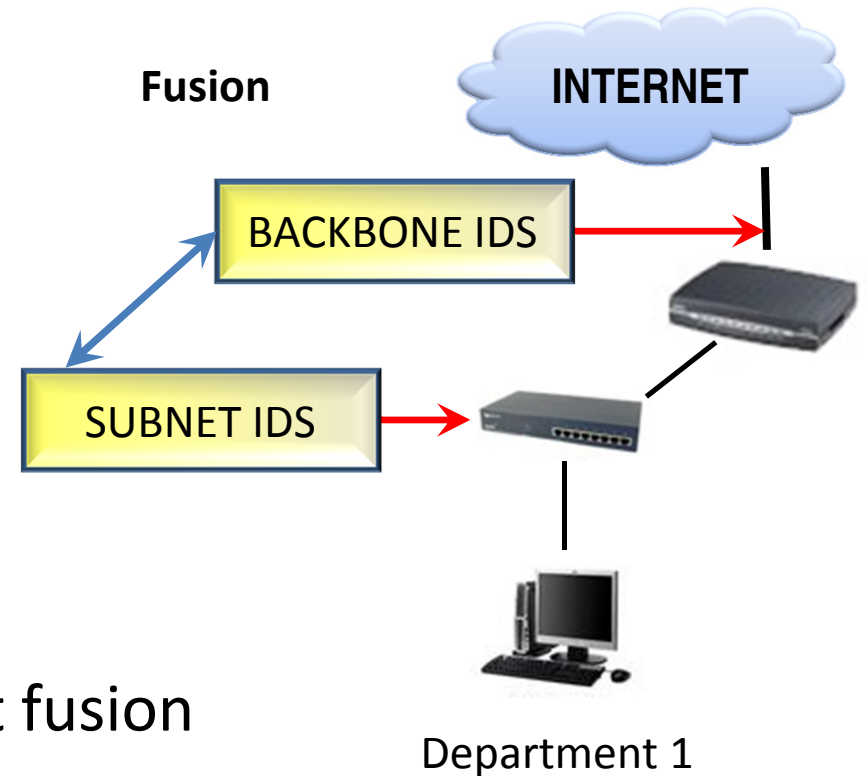 Fusion
INTERNET
BACKBONE IDS
SUBNET IDS
t fusion
Department 1